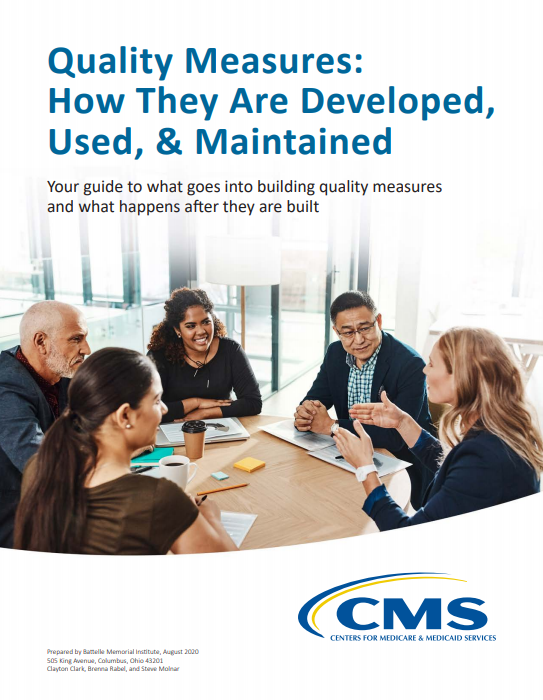 Quality Measures:
How They Are Developed,
Used, & Maintained
Your guide to what goes into building quality measures
and what happens after they are built
CMS
CENTERS FOR MEDICARE & MEDICAID SERVICES
Prepared by Battelle Memorial Institute, August 2020
505 King Avenue, Columbus, Ohio 43201
Clayton Clark, Brenna Rabel, and Steve Molnar